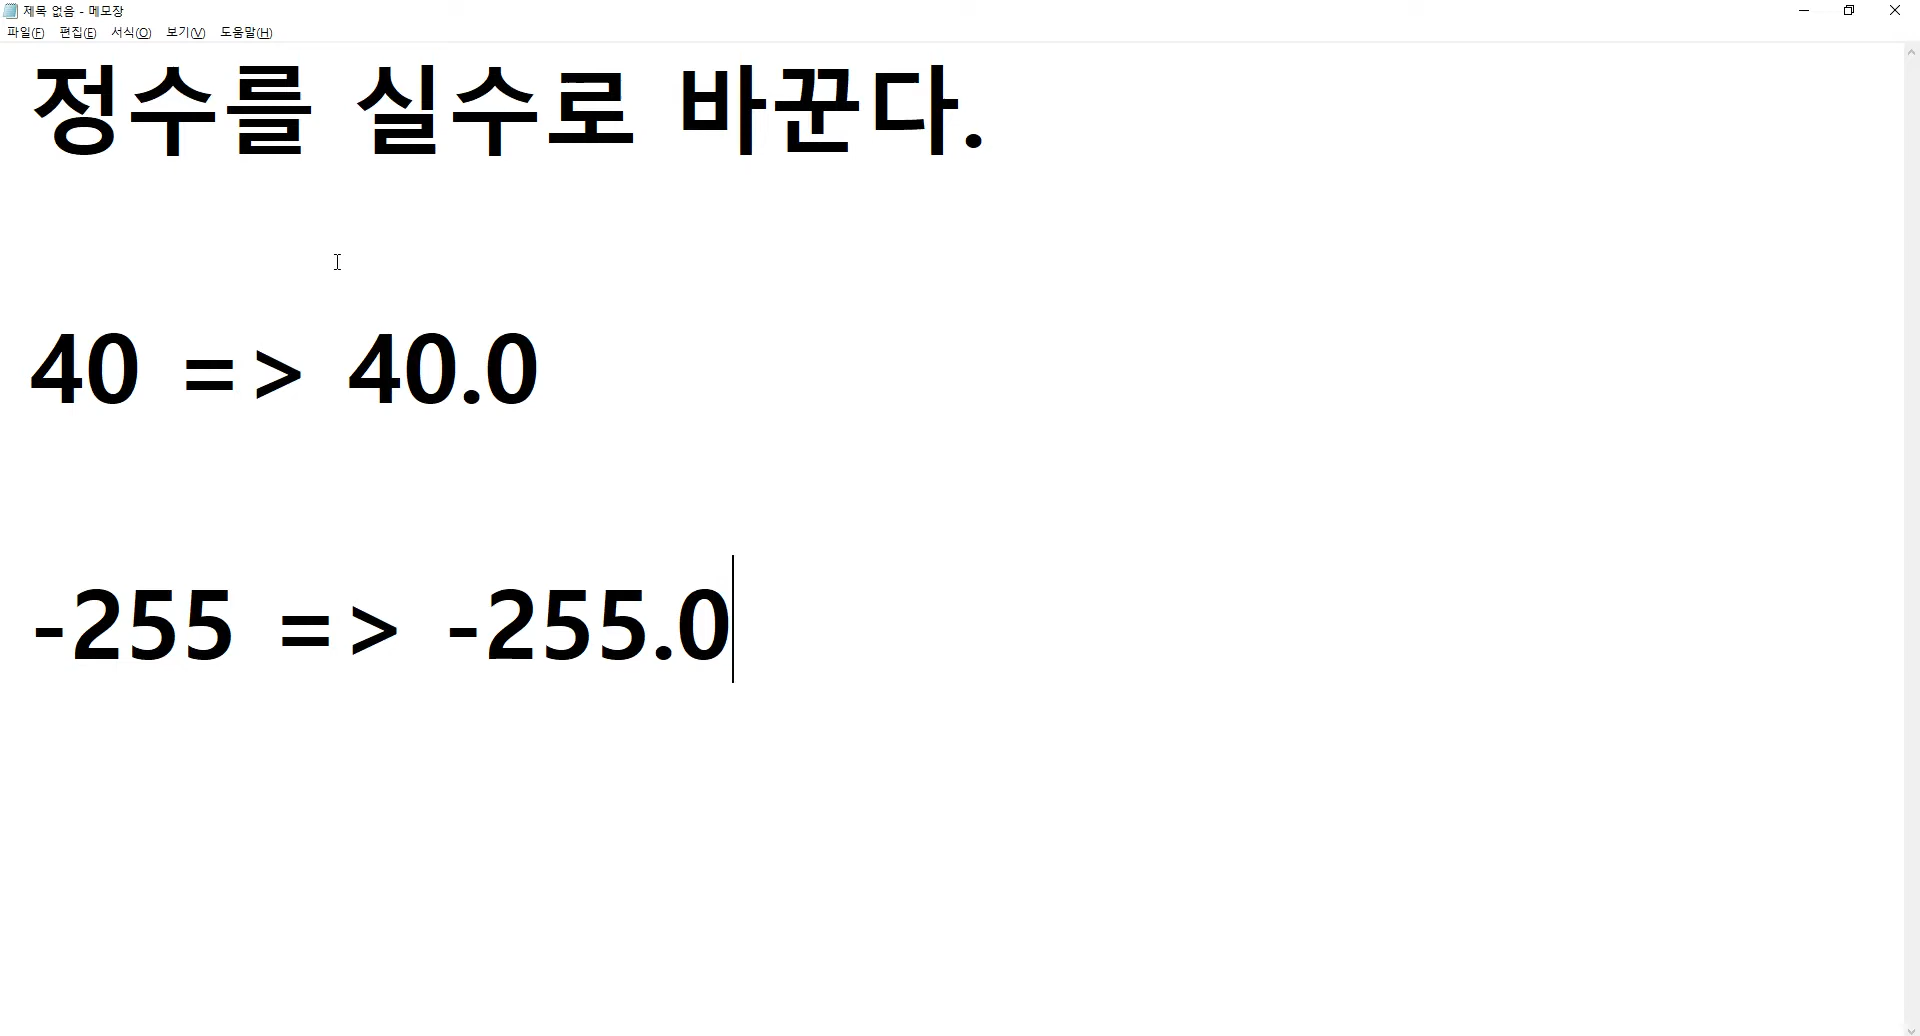 제목 없음 - 메모장
파일(F) 편집(E) 서식(O) 보기(V) 도움말(H)
정수를 실수로 바꾼다.
40 => 40.0
-255 => -255.0